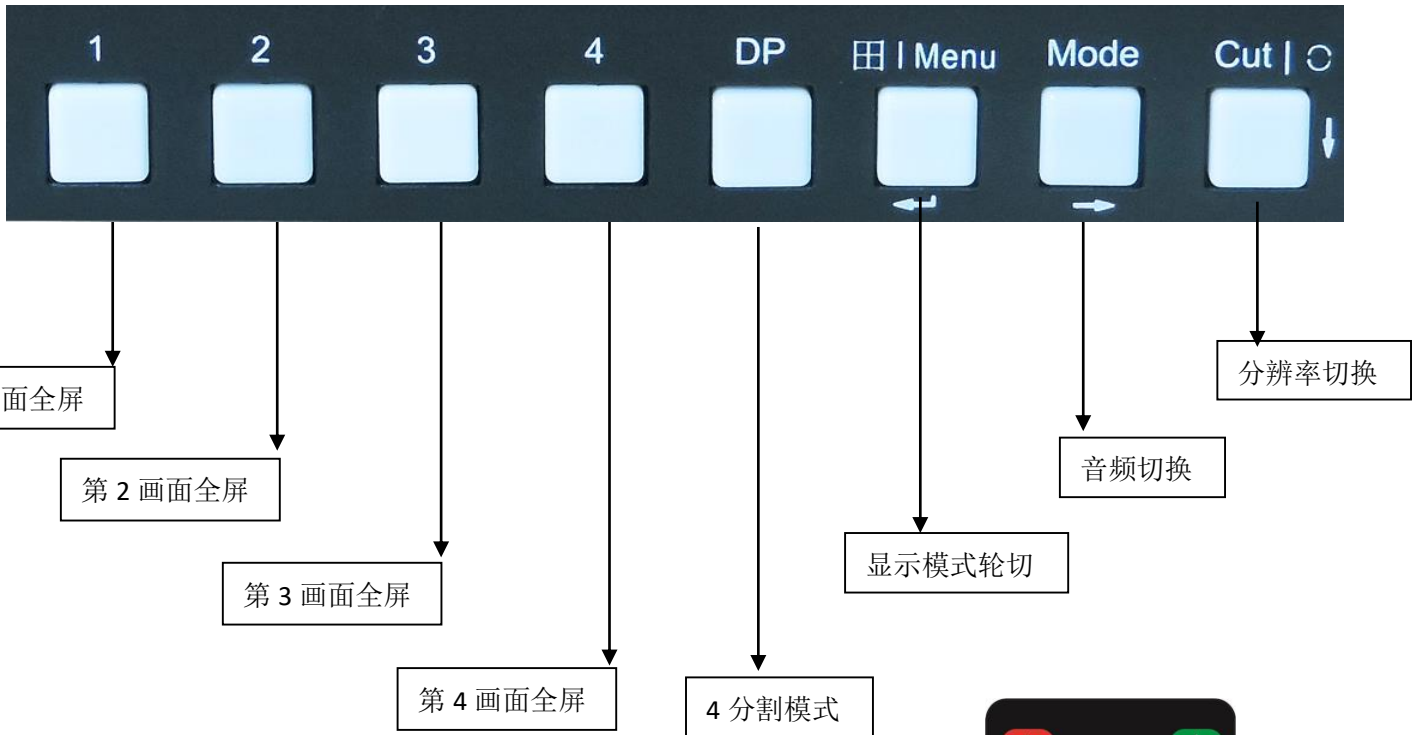 1 2 3 4 DP 田 | Menu Mode Cut |
分辨率切换
面全屏
音频切换
第 2 画面全屏
显示模式轮切
第 3 画面全屏
第 4 画面全屏
4 分割模式